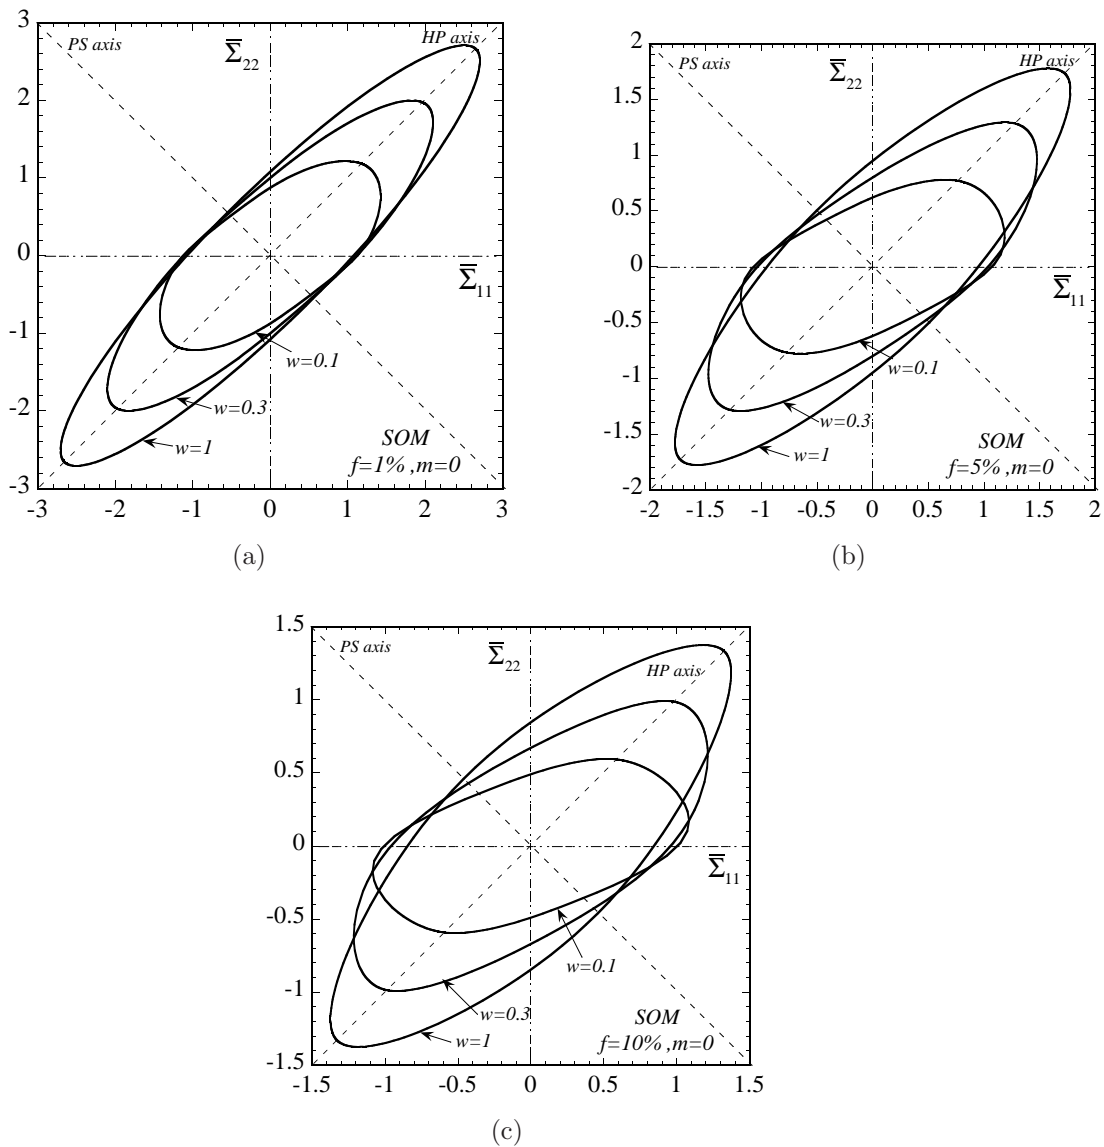 3
PS axis
HP axis
Σ̅22
2
1
0
Σ̅11
-1
w=0.1
-2
w=0.3
w=1
SOM
f=1% ,m=0
-3
-3 -2 -1 0 1 2 3
(a)
2
PS axis
HP axis
Σ̅22
1.5
1
0.5
0
Σ̅11
-0.5
w=0.1
-1
w=0.3
-1.5
w=1
SOM
f=5% ,m=0
-2
-2 -1.5 -1 -0.5 0 0.5 1 1.5 2
(b)
1.5
PS axis
Σ̅22
HP axis
1
0.5
0
Σ̅11
-0.5
w=0.1
-1
w=0.3
w=1
SOM
f=10% ,m=0
-1.5
-1.5 -1 -0.5 0 0.5 1 1.5
(c)